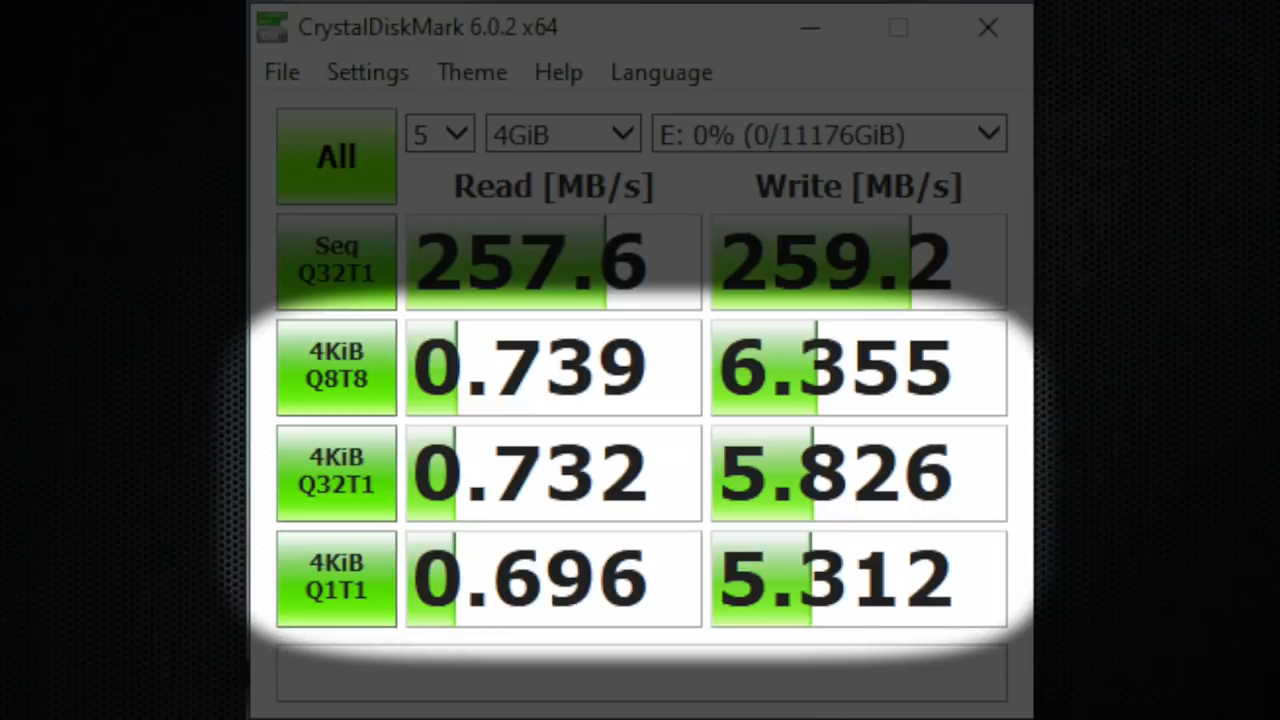 CrystalDiskMark 6.0.2 x64
File Settings Theme Help Language
All 5 4GiB E: 0% (0/11176GiB)
Read [MB/s] Write [MB/s]
Seq
Q32T1 257.6 259.2
4KiB
Q8T8 0.739 6.355
4KiB
Q32T1 0.732 5.826
4KiB
Q1T1 0.696 5.312